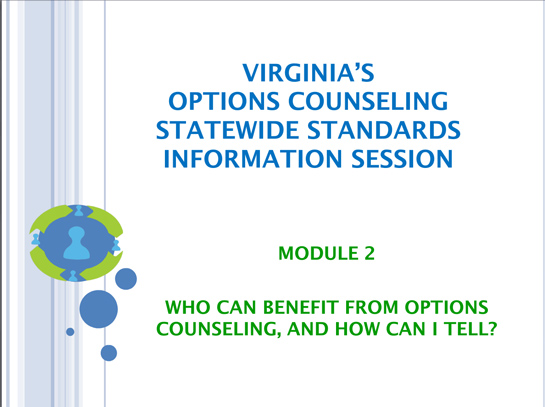 VIRGINIA'S
OPTIONS COUNSELING
STATEWIDE STANDARDS
INFORMATION SESSION
MODULE 2
WHO CAN BENEFIT FROM OPTIONS
COUNSELING, AND HOW CAN I TELL?